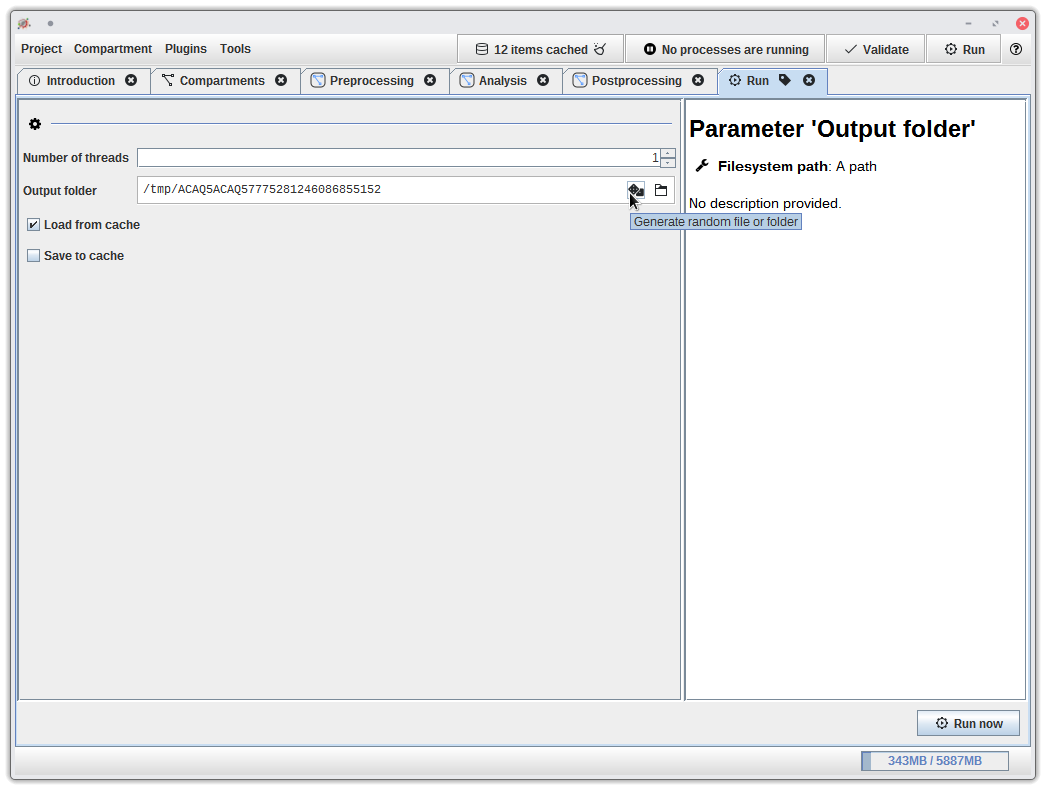 Project Compartment Plugins Tools 12 items cached No processes are running Validate Run
Introduction Compartments Preprocessing Analysis Postprocessing Run
Parameter 'Output folder'
Number of threads 1
Filesystem path: A path
Output folder /tmp/ACAQ5ACAQ57775281246086855152
No description provided.
Generate random file or folder
Load from cache
Save to cache
Run now
343MB / 5887MB